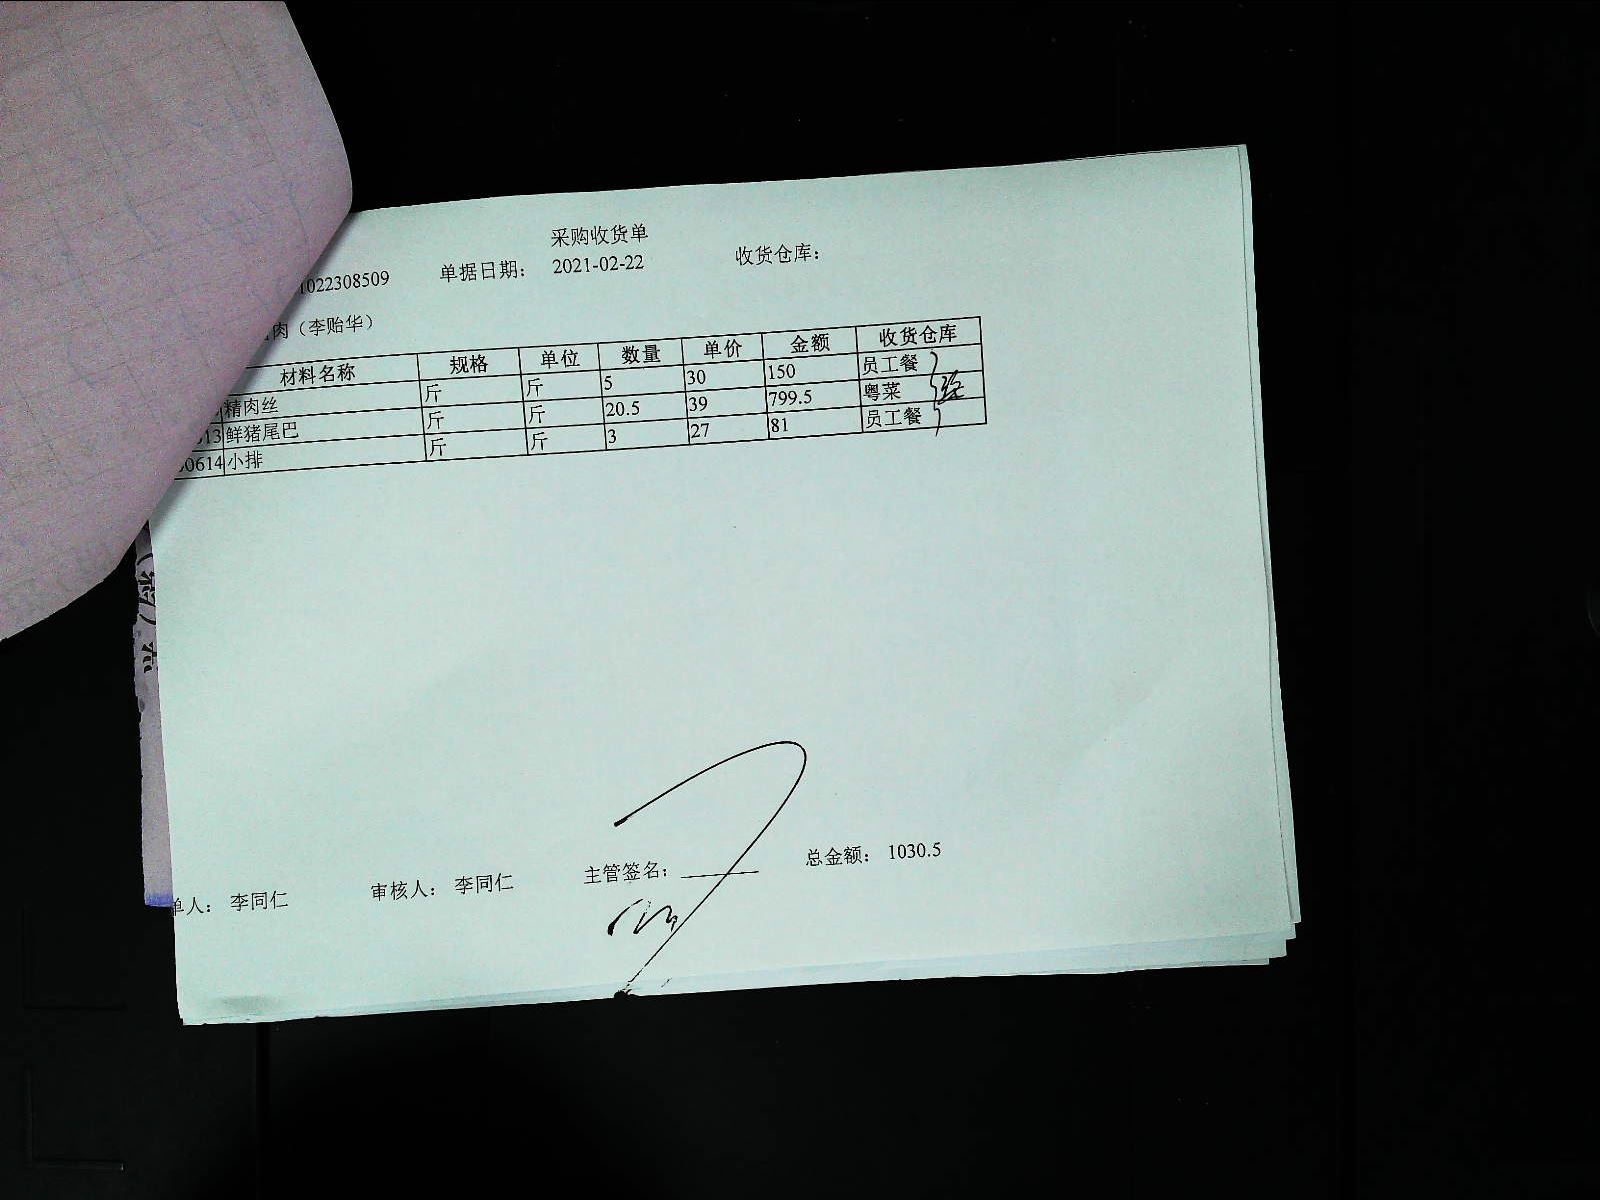 采购收货单
1022308509 单据日期： 2021-02-22 收货仓库：
肉（李贻华）
材料名称 规格 单位 数量 单价 金额 收货仓库
精肉丝 斤 斤 5 30 150 员工餐
13 鲜猪尾巴 斤 斤 20.5 39 799.5 粤菜
0614 小排 斤 斤 3 27 81 员工餐
单人： 李同仁 审核人： 李同仁 主管签名： 总金额： 1030.5